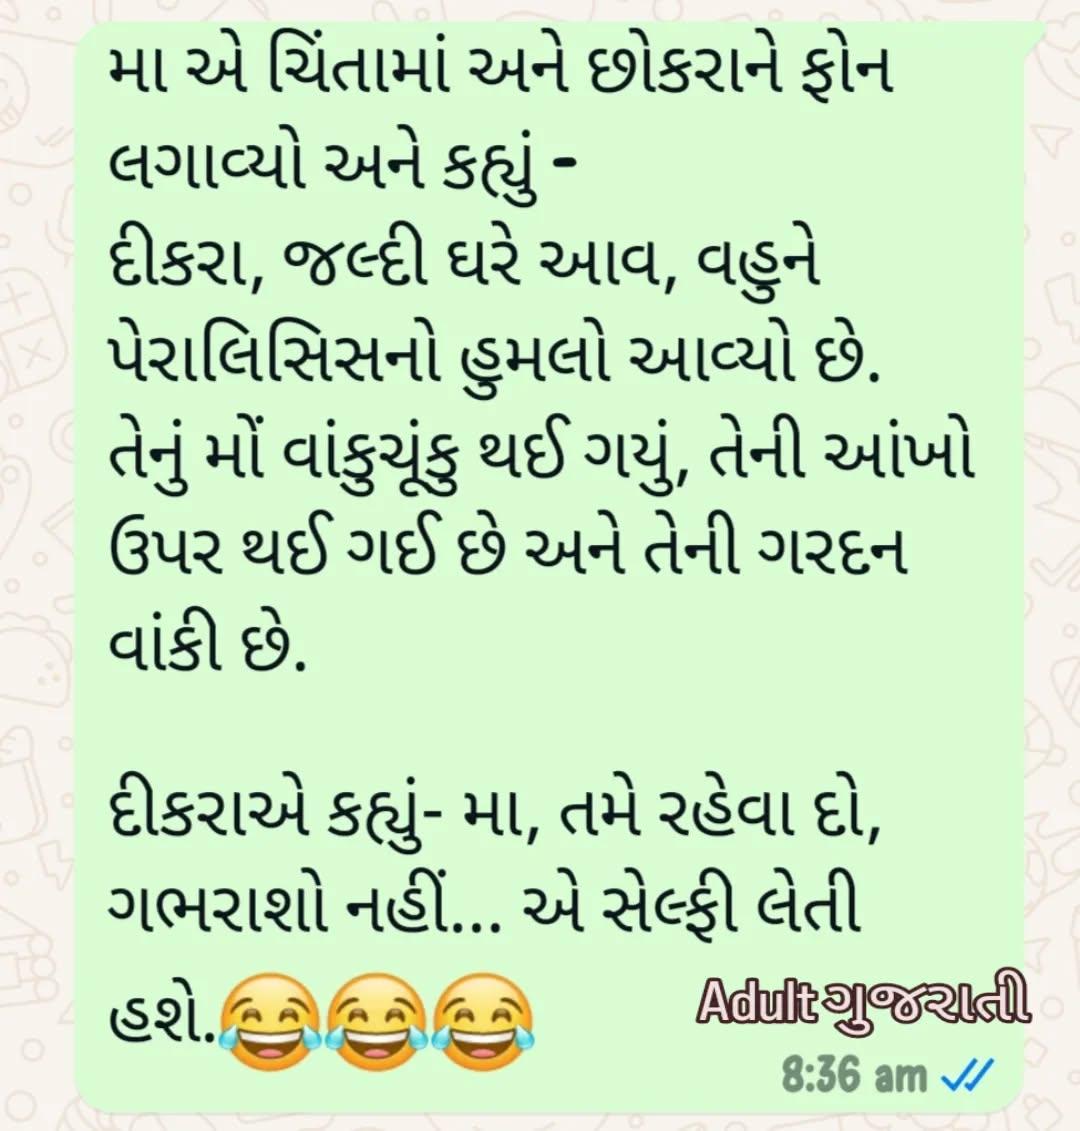 મા એ ચિંતામાં અને છોકરાને ફોન
લગાવ્યો અને કહ્યું -
દીકરા, જલ્દી ઘરે આવ, વહુને
પેરાલિસિસનો હુમલો આવ્યો છે.
તેનું મોં વાંકુચૂંકુ થઈ ગયું, તેની આંખો
ઉપર થઈ ગઈ છે અને તેની ગરદન
વાંકી છે.
દીકરાએ કહ્યું- મા, તમે રહેવા દો,
ગભરાશો નહીં... એ સેલ્ફી લેતી
હશે.😂😂😂
Adult ગુજરાતી
8:36 am